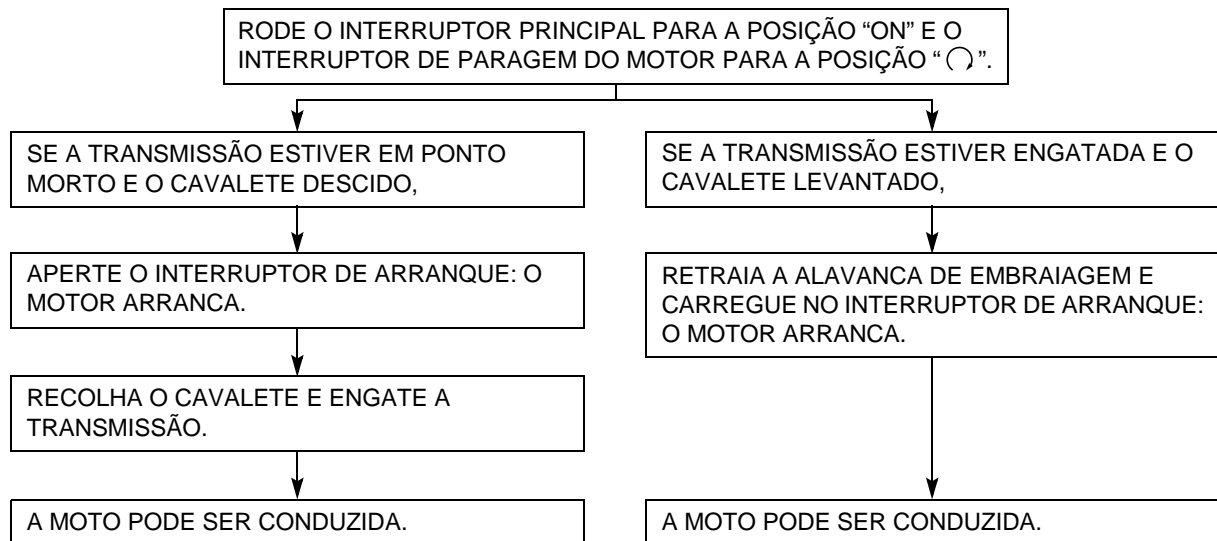 RODE O INTERRUPTOR PRINCIPAL PARA A POSIÇÃO “ON” E O
INTERRUPTOR DE PARAGEM DO MOTOR PARA A POSIÇÃO “ ”.
SE A TRANSMISSÃO ESTIVER EM PONTO
MORTO E O CAVALETE DESCIDO,
APERTE O INTERRUPTOR DE ARRANQUE: O
MOTOR ARRANCA.
RECOLHA O CAVALETE E ENGATE A
TRANSMISSÃO.
A MOTO PODE SER CONDUZIDA.
SE A TRANSMISSÃO ESTIVER ENGATADA E O
CAVALETE LEVANTADO,
RETRAIA A ALAVANCA DE EMBRAIAGEM E
CARREGUE NO INTERRUPTOR DE ARRANQUE:
O MOTOR ARRANCA.
A MOTO PODE SER CONDUZIDA.